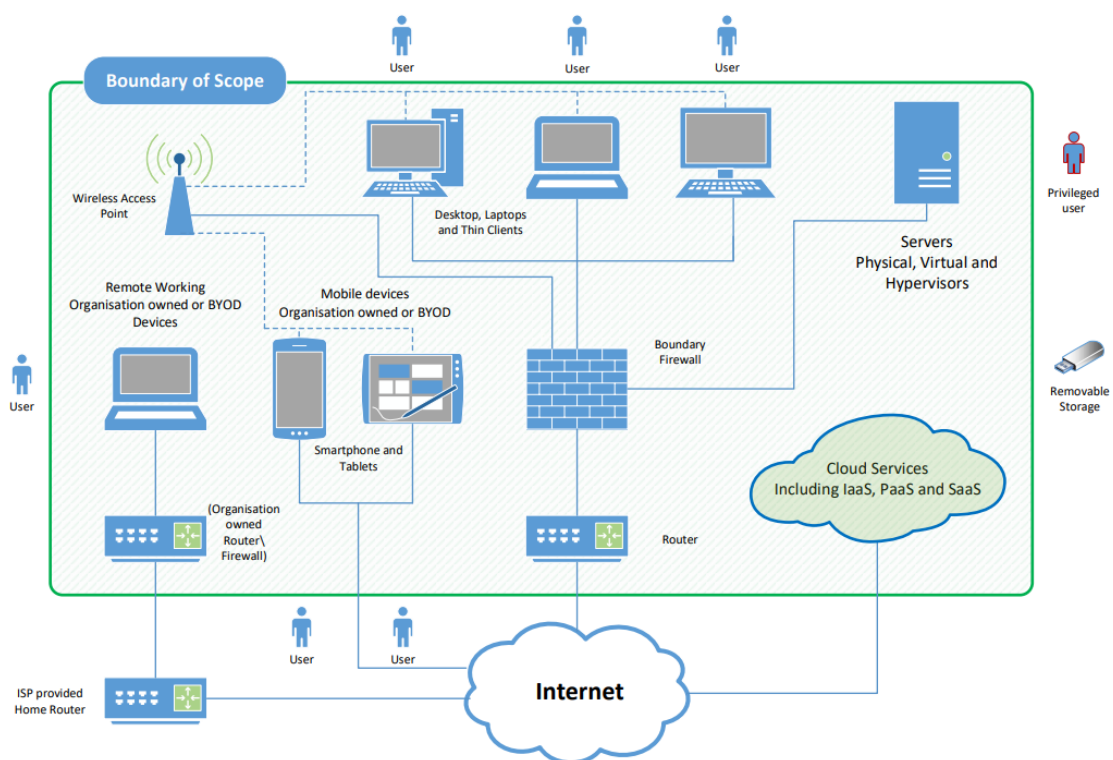 User
User
User
Boundary of Scope
Wireless Access
Point
Desktop, Laptops
and Thin Clients
Privileged
user
Servers
Physical, Virtual and
Hypervisors
Remote Working
Organisation owned or BYOD
Devices
Mobile devices
Organisation owned or BYOD
Boundary
Firewall
User
Removable
Storage
Smartphone and
Tablets
Cloud Services
Including IaaS, PaaS and SaaS
(Organisation
owned
Router\
Firewall)
Router
User
User
Internet
ISP provided
Home Router